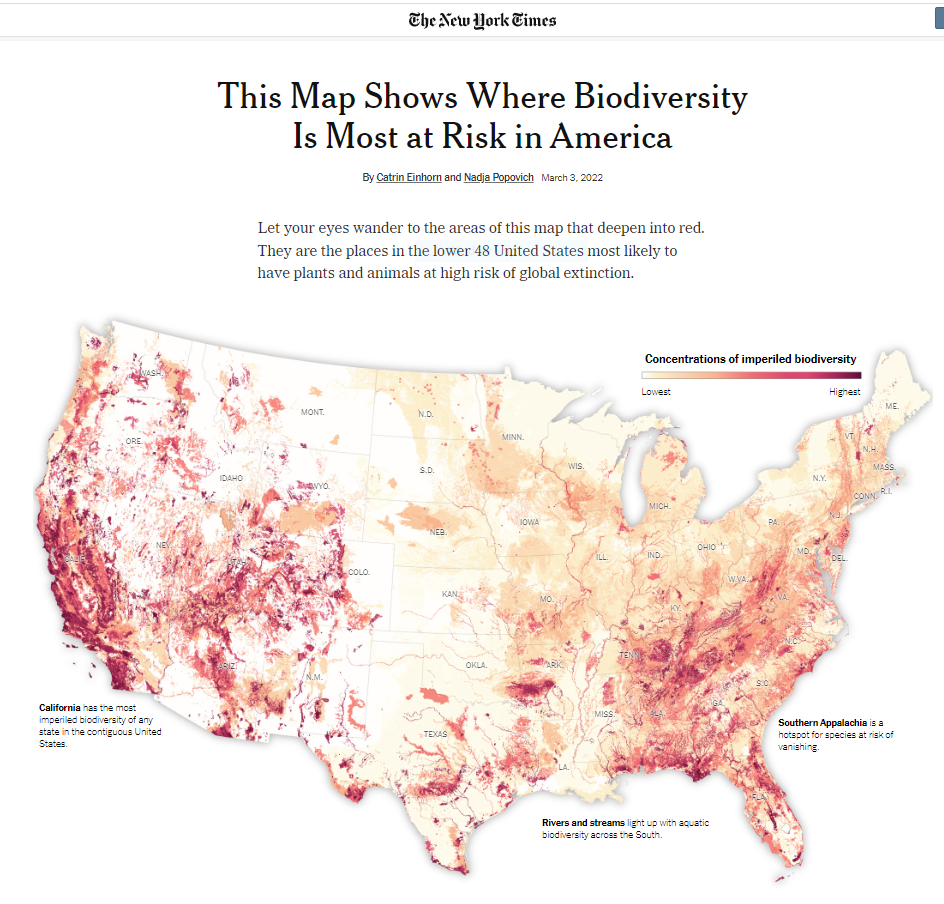 The New York Times
This Map Shows Where Biodiversity
Is Most at Risk in America
By Catrin Einhorn and Nadja Popovich March 3, 2022
Let your eyes wander to the areas of this map that deepen into red.
They are the places in the lower 48 United States most likely to
have plants and animals at high risk of global extinction.
Concentrations of imperiled biodiversity
Lowest
Highest
WASH.
MONT.
N.D.
MINN.
ME.
ORE.
VT.
N.H.
IDAHO
WYO.
S.D.
WIS.
MICH.
N.Y.
MASS.
CONN.
R.I.
NEV.
NEB.
IOWA
PA.
N.J.
CALIF.
UTAH
COLO.
ILL.
IND.
OHIO
MD.
DEL.
W.VA.
KAN.
MO.
KY.
VA.
N.C.
ARIZ.
N.M.
OKLA.
ARK.
TENN.
S.C.
MISS.
ALA.
GA.
TEXAS
LA.
FLA.
California has the most
imperiled biodiversity of any
state in the contiguous United
States.
Southern Appalachia is a
hotspot for species at risk of
vanishing.
Rivers and streams light up with aquatic
biodiversity across the South.